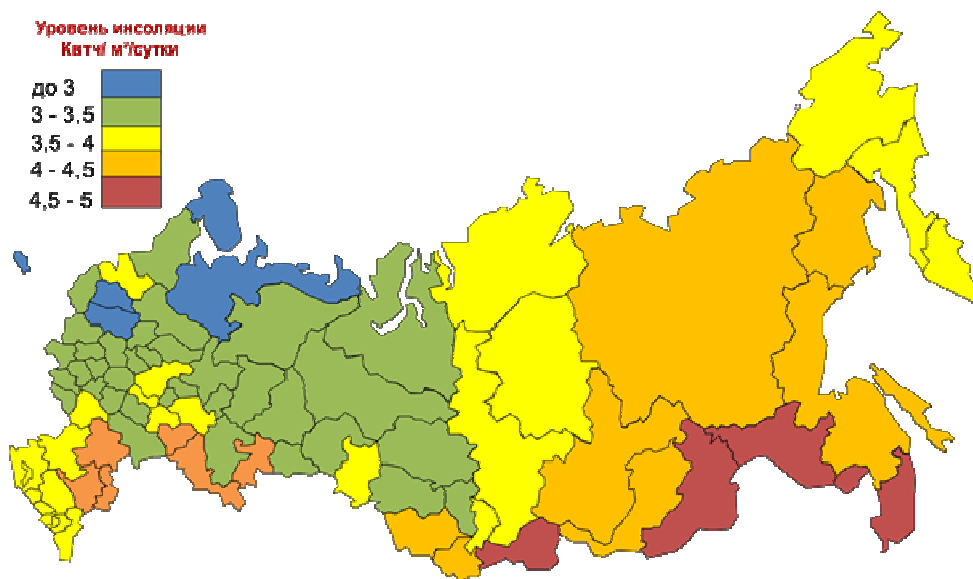 Уровень инсоляции
Квтч/ м²/сутки
до 3
3 - 3,5
3,5 - 4
4 - 4,5
4,5 - 5